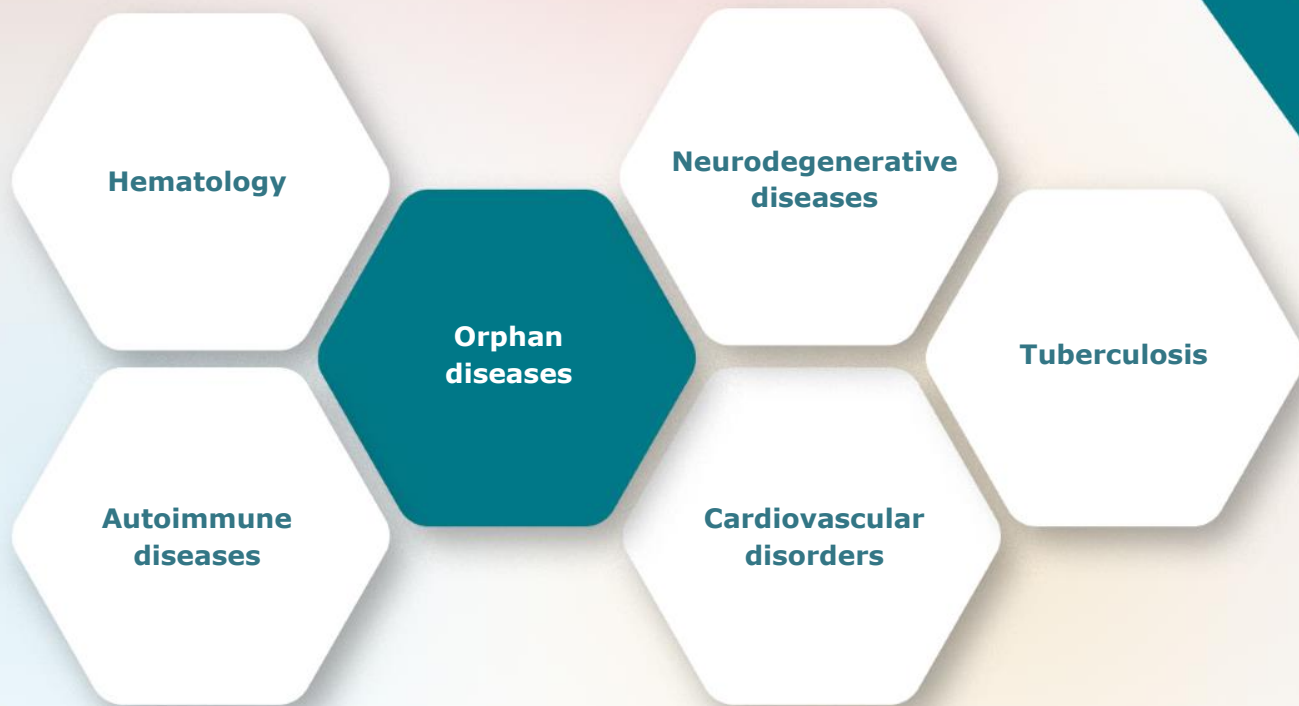 Hematology
Neurodegenerative
diseases
Orphan
diseases
Tuberculosis
Autoimmune
diseases
Cardiovascular
disorders